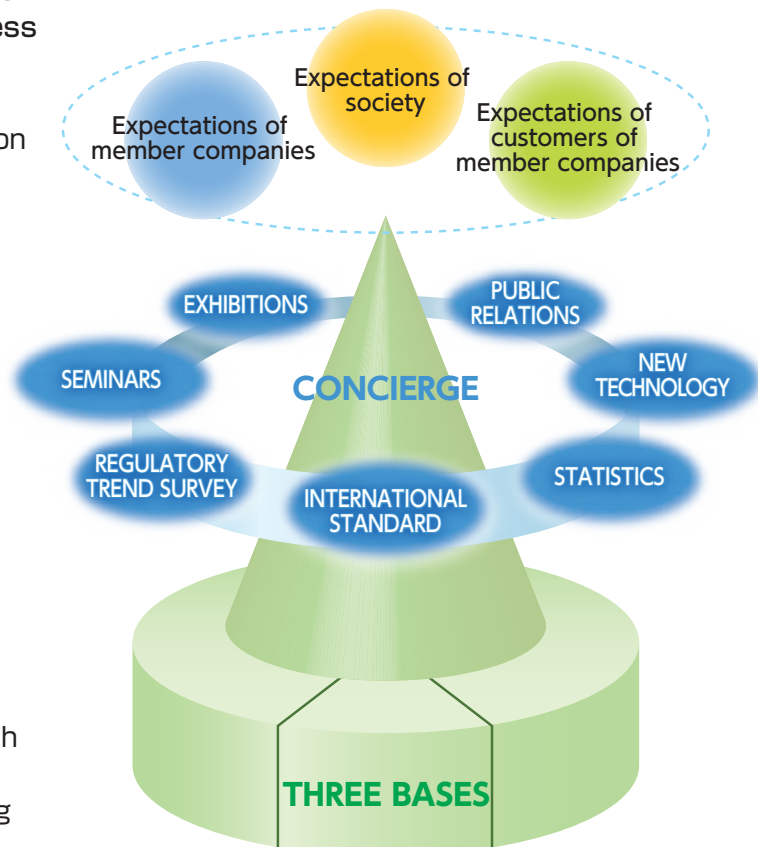 ess
on
Expectations of
member companies
Expectations of
society
Expectations of
customers of
member companies
EXHIBITIONS
PUBLIC
RELATIONS
SEMINARS
CONCIERGE
NEW
TECHNOLOGY
REGULATORY
TREND SURVEY
INTERNATIONAL
STANDARD
STATISTICS
h
THREE BASES
g